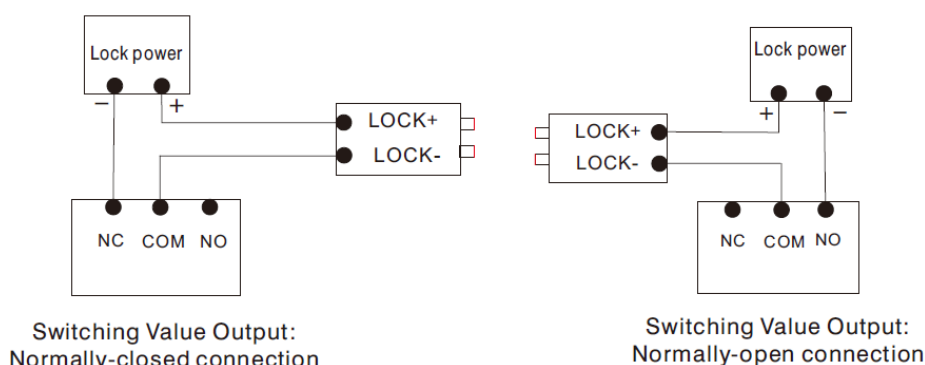 Lock power
− +
LOCK+
LOCK-
NC COM NO
Switching Value Output:
Normally-closed connection
Lock power
+ −
LOCK+
LOCK-
NC COM NO
Switching Value Output:
Normally-open connection